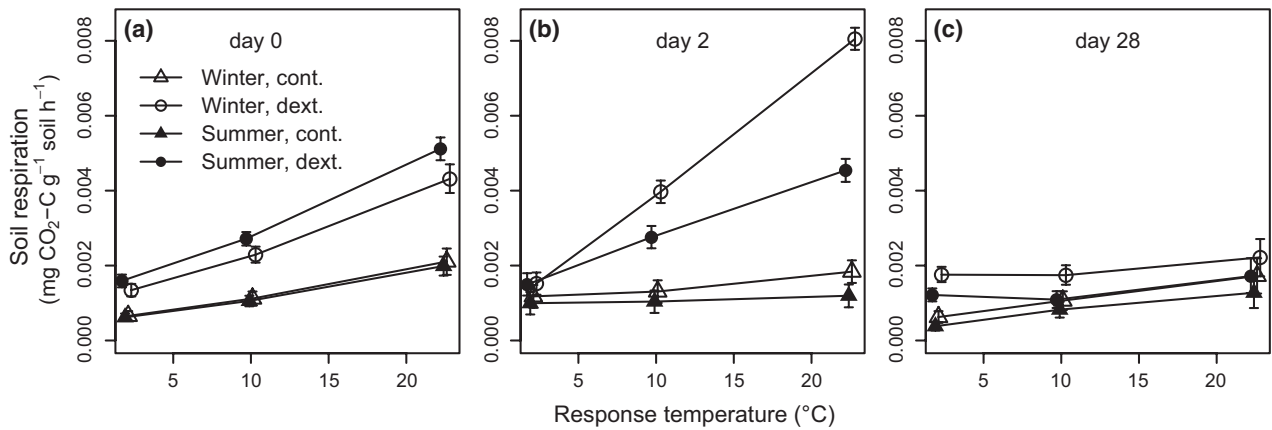 (a)
day 0
Winter, cont.
Winter, dext.
Summer, cont.
Summer, dext.
(b)
day 2
(c)
day 28
Soil respiration
(mg CO₂−C g⁻¹ soil h⁻¹)
0.000 0.002 0.004 0.006 0.008
0.000 0.002 0.004 0.006 0.008
0.000 0.002 0.004 0.006 0.008
5 10 15 20
5 10 15 20
5 10 15 20
Response temperature (°C)